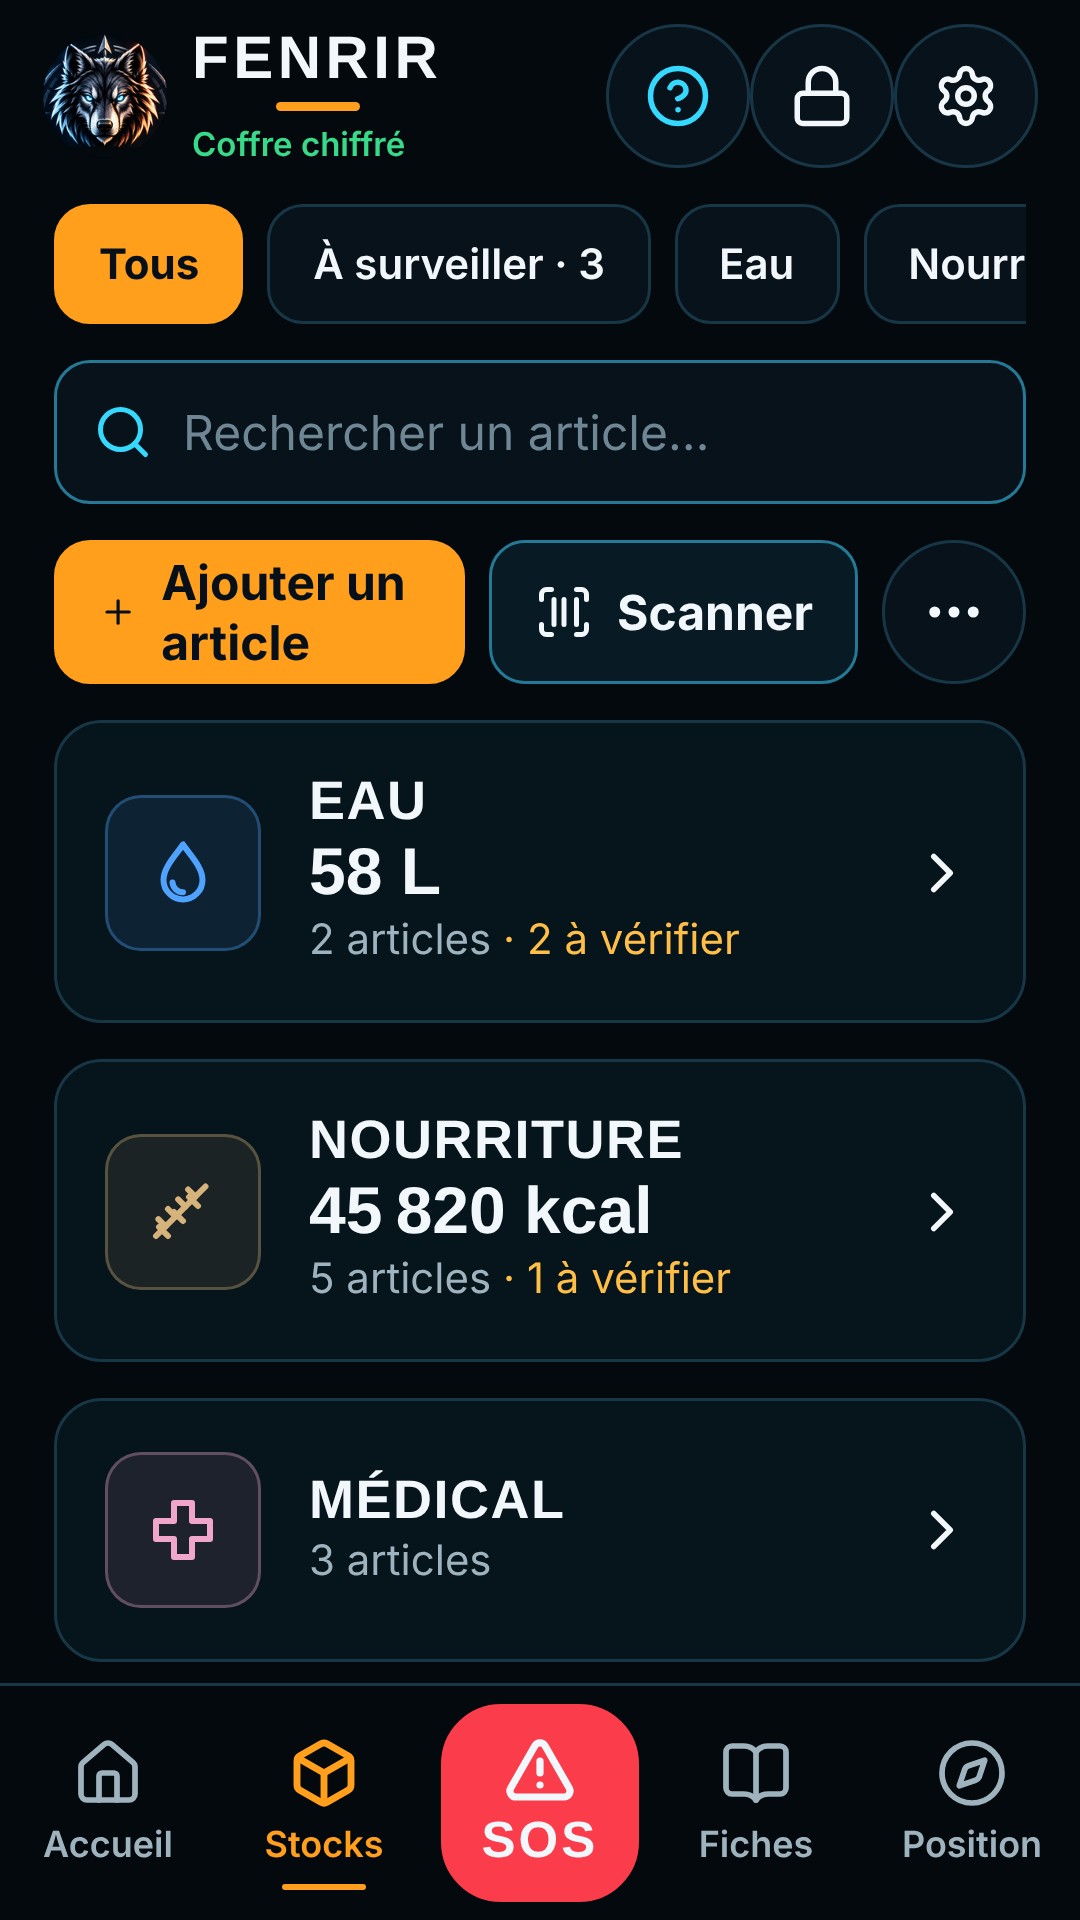 FENRIR
Coffre chiffré
Tous
À surveiller · 3
Eau
Nourr
Rechercher un article...
Ajouter un
article
Scanner
EAU
58 L
2 articles · 2 à vérifier
NOURRITURE
45 820 kcal
5 articles · 1 à vérifier
MÉDICAL
3 articles
Accueil
Stocks
SOS
Fiches
Position